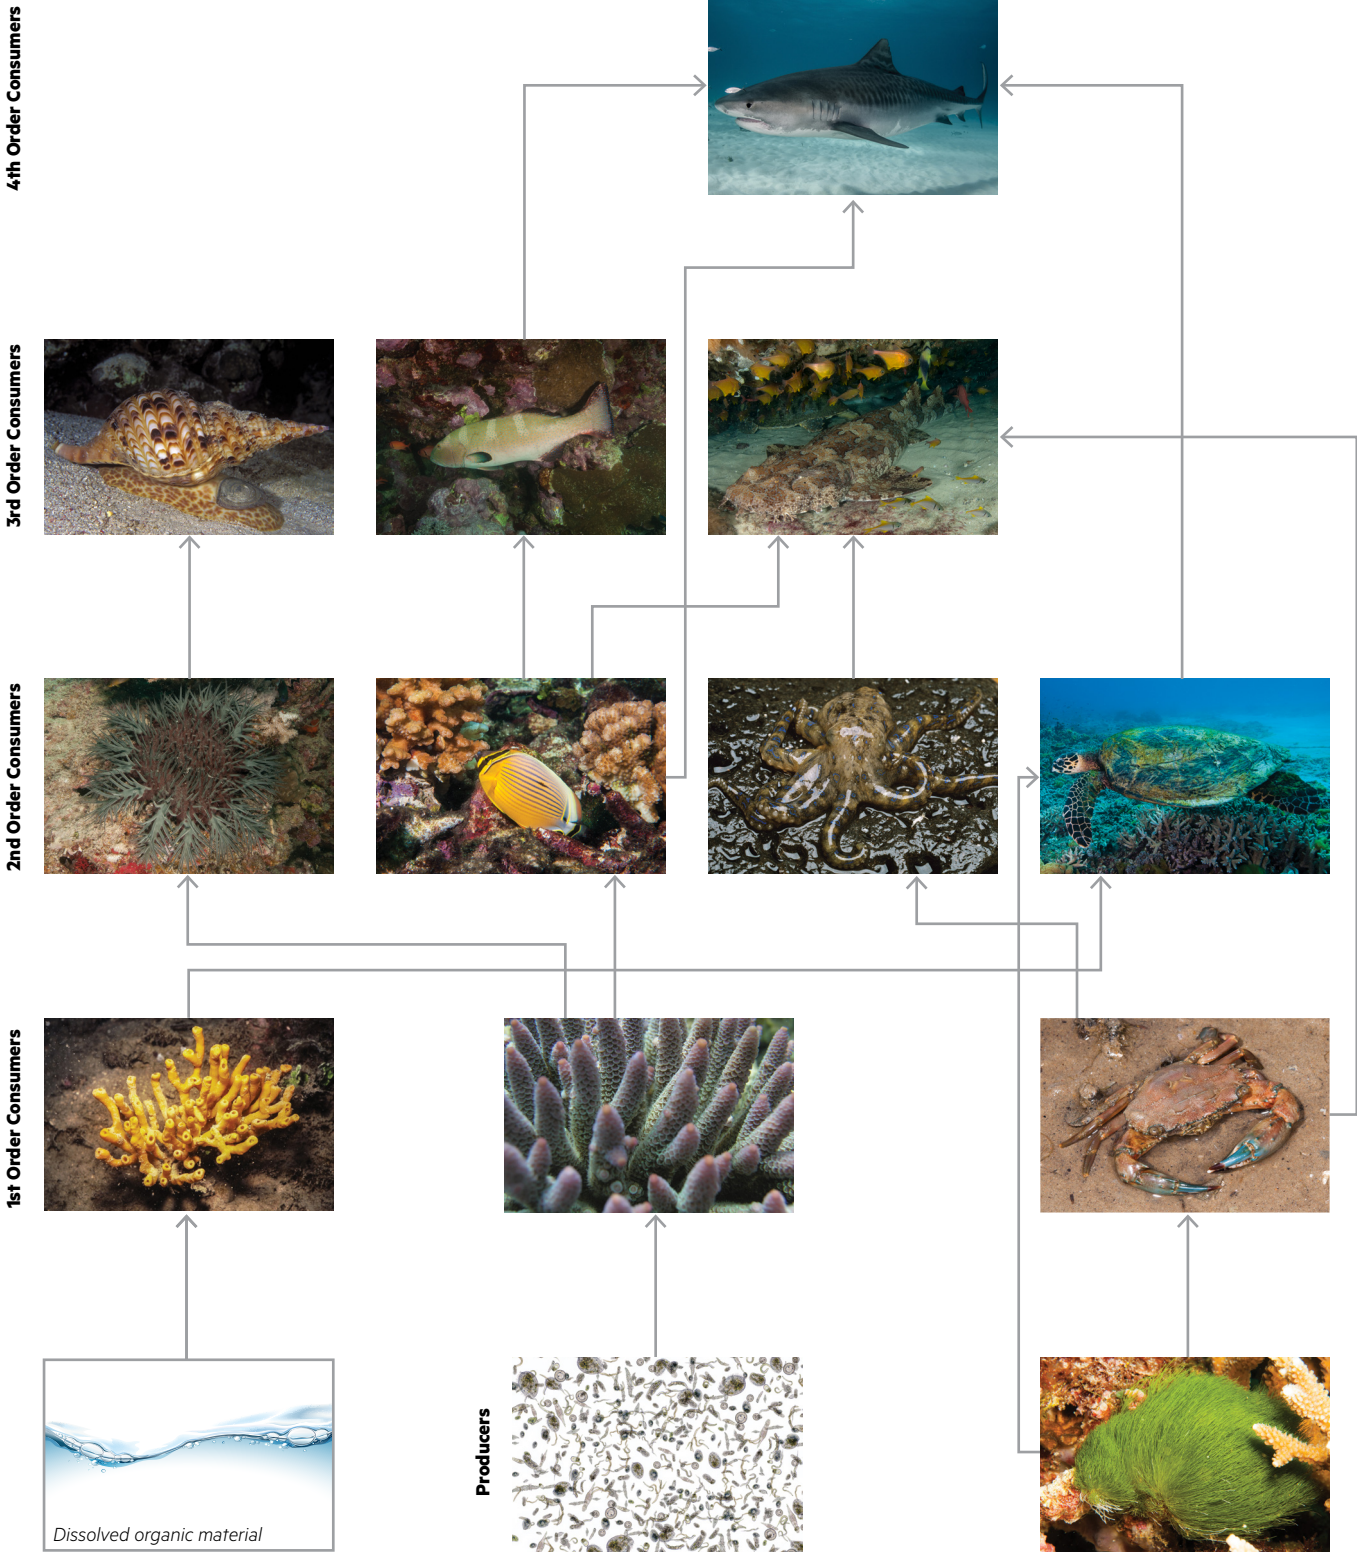 4th Order Consumers
3rd Order Consumers
2nd Order Consumers
1st Order Consumers
Producers
Dissolved organic material